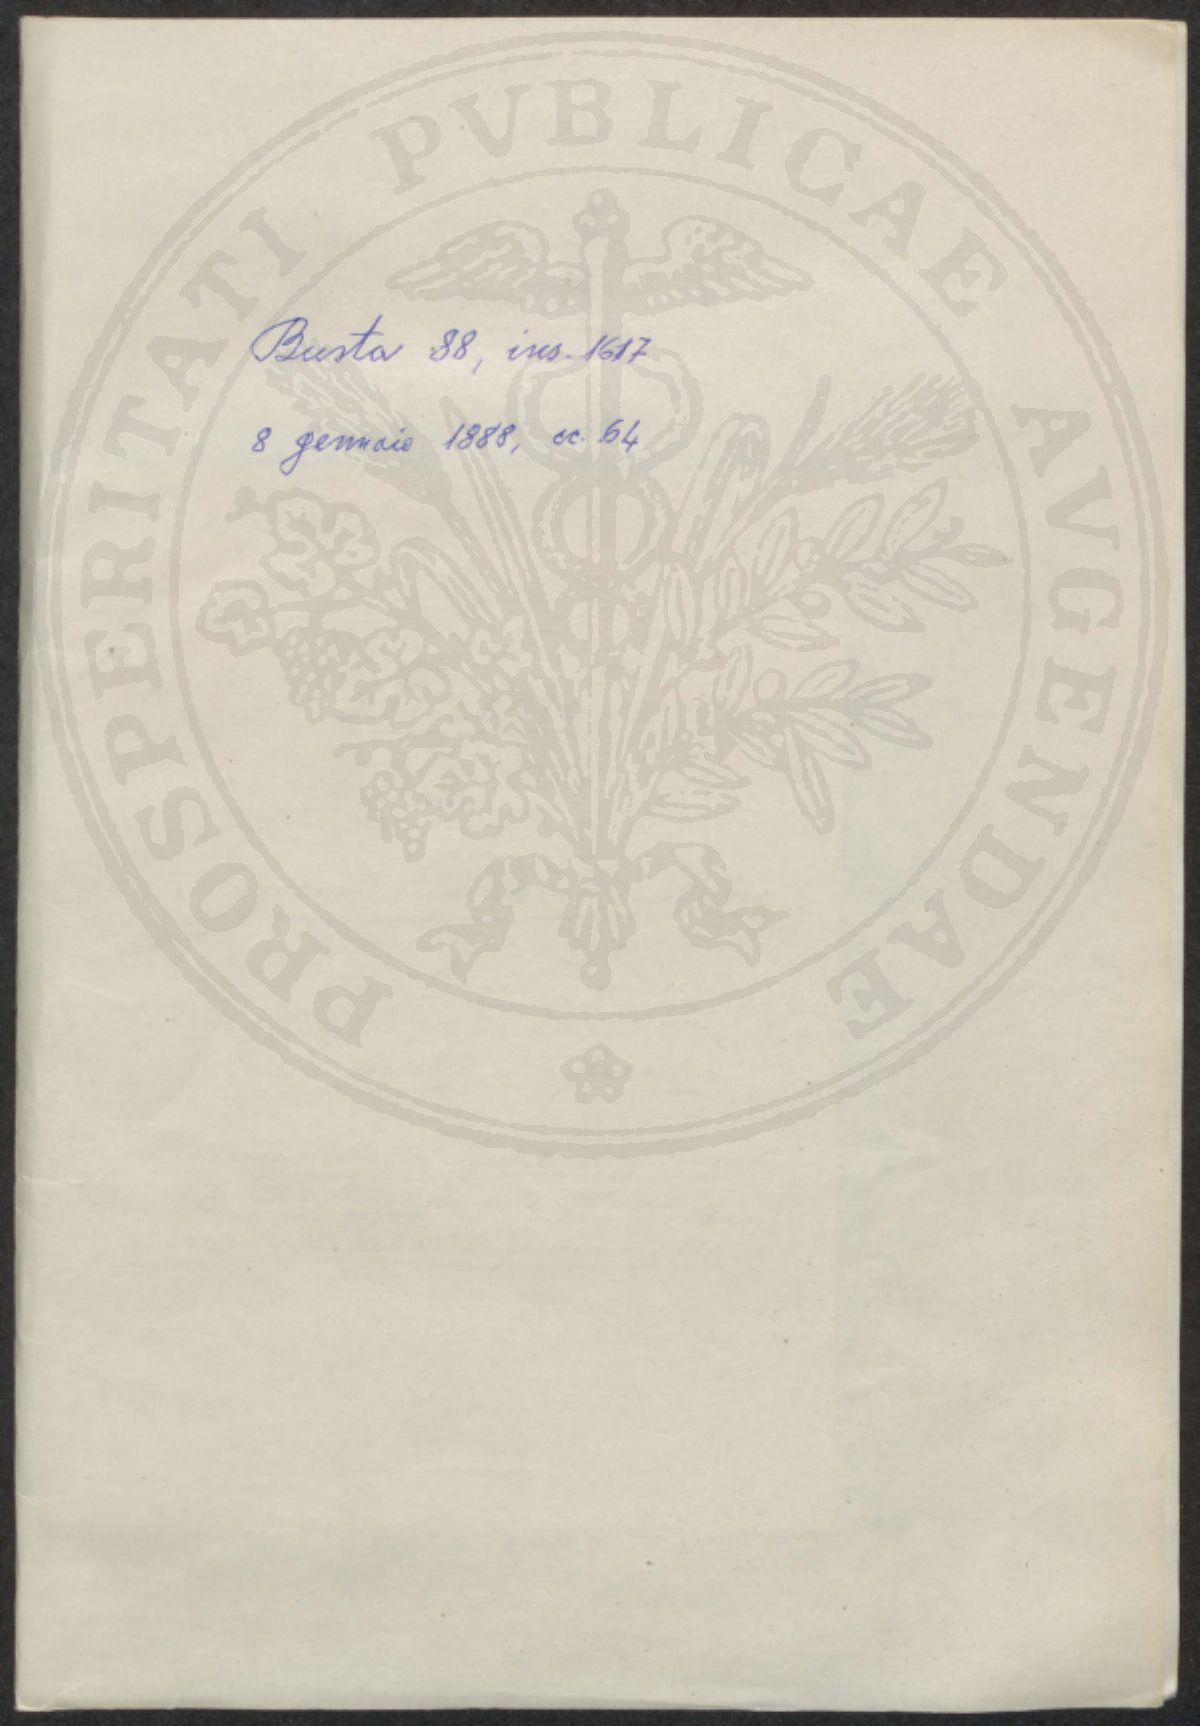 PROSPERITATI PVBLICAE AVGENDAE
Busta 88, ins. 1617
8 gennaio 1888, cc. 64